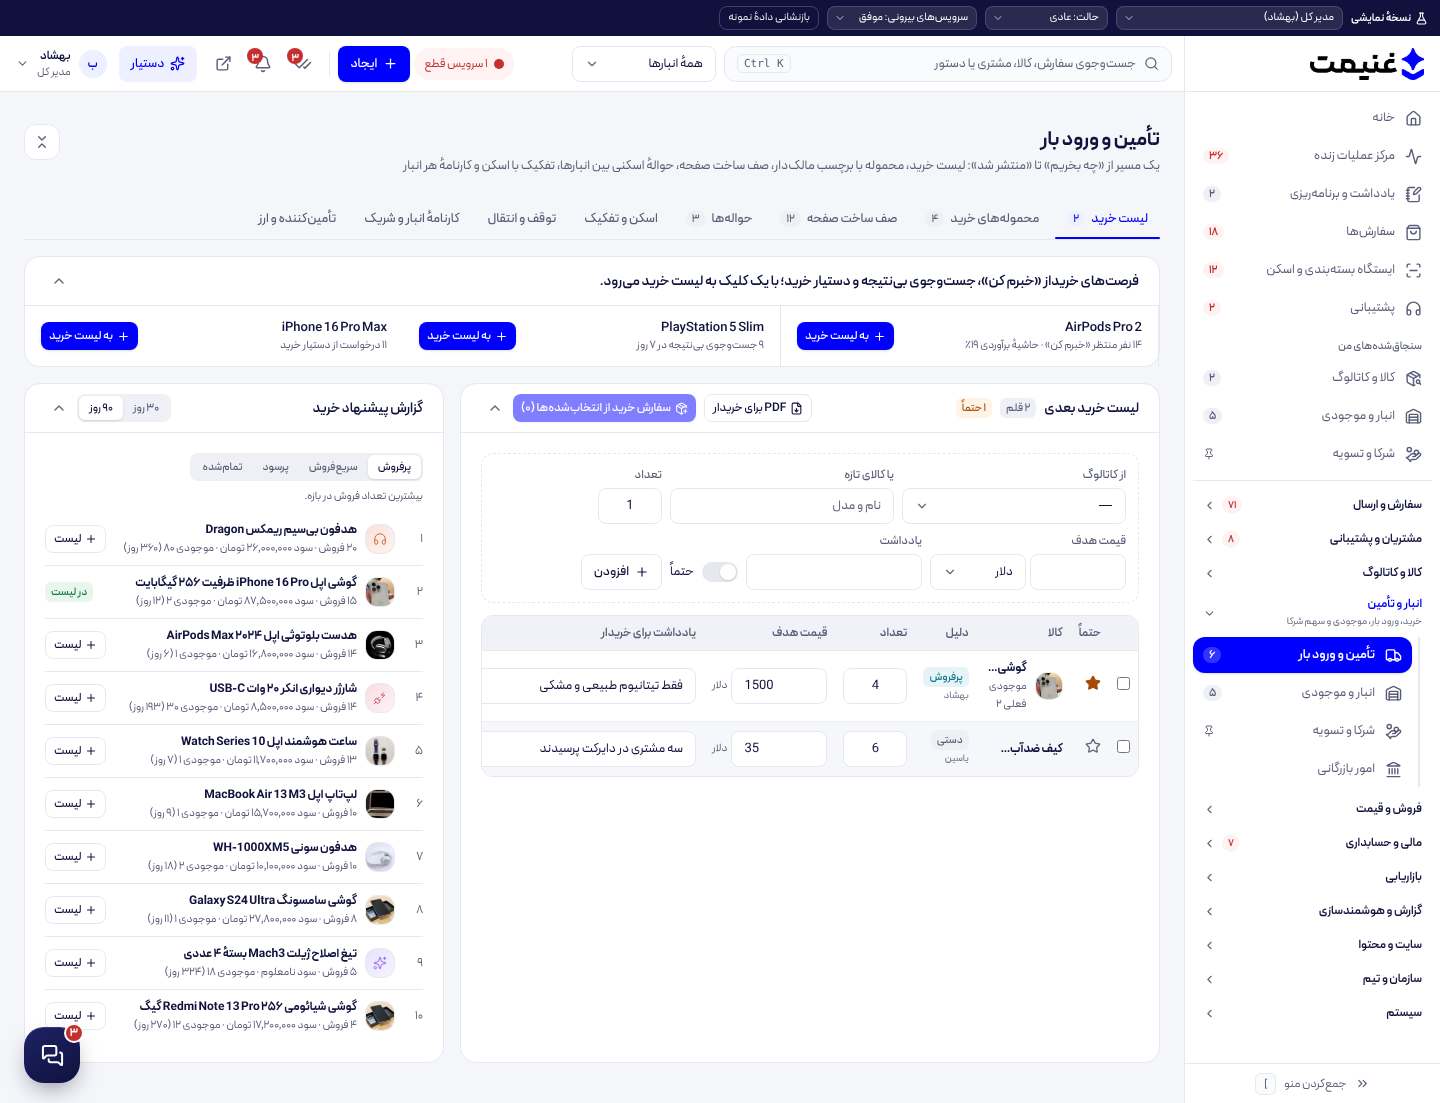 نسخهٔ نمایشی
مدیر کل (بهشاد)
حالت: عادی
سرویس‌های بیرونی: موفق
بازنشانی دادهٔ نمونه
غنیمت
جست‌وجوی سفارش، کالا، مشتری یا دستور
Ctrl K
همهٔ انبارها
۱ سرویس قطع
ایجاد
۳
۳
دستیار
ب
بهشاد
مدیر کل
خانه
مرکز عملیات زنده ۳۶
یادداشت و برنامه‌ریزی ۲
سفارش‌ها ۱۸
ایستگاه بسته‌بندی و اسکن ۱۲
پشتیبانی ۲
سنجاق‌شده‌های من
کالا و کاتالوگ ۲
انبار و موجودی ۵
شرکا و تسویه
سفارش و ارسال ۷۱
مشتریان و پشتیبانی ۸
کالا و کاتالوگ
انبار و تأمین
خرید، ورود بار، موجودی و سهم شرکا
تأمین و ورود بار ۶
انبار و موجودی ۵
شرکا و تسویه
امور بازرگانی
فروش و قیمت
مالی و حسابداری ۷
بازاریابی
گزارش و هوشمندسازی
سایت و محتوا
سازمان و تیم
سیستم
جمع‌کردن منو [
تأمین و ورود بار
یک مسیر از «چه بخریم» تا «منتشر شد»: لیست خرید، محموله با برچسب مالک‌دار، صف ساخت صفحه، حوالهٔ اسکنی بین انبارها، تفکیک با اسکن و کارنامهٔ هر انبار
لیست خرید ۲
محموله‌های خرید ۴
صف ساخت صفحه ۱۲
حواله‌ها ۳
اسکن و تفکیک
توقف و انتقال
کارنامهٔ انبار و شریک
تأمین‌کننده و ارز
فرصت‌های خرید از «خبرم کن»، جست‌وجوی بی‌نتیجه و دستیار خرید؛ با یک کلیک به لیست خرید می‌رود.
AirPods Pro 2
۱۴ نفر منتظر «خبرم کن» · حاشیهٔ برآوردی ۱۹٪
به لیست خرید
PlayStation 5 Slim
۹ جست‌وجوی بی‌نتیجه در ۷ روز
به لیست خرید
iPhone 16 Pro Max
۱۱ درخواست از دستیار خرید
به لیست خرید
لیست خرید بعدی
۲ قلم
۱ حتماً
PDF برای خریدار
سفارش خرید از انتخاب‌شده‌ها (۰)
از کاتالوگ
—
یا کالای تازه
نام و مدل
تعداد
1
قیمت هدف
دلار
یادداشت
حتماً
افزودن
حتماً کالا دلیل تعداد قیمت هدف یادداشت برای خریدار
گوشی...
موجودی فعلی ۲
پرفروش
بهشاد
4
1500
دلار
فقط تیتانیوم طبیعی و مشکی
کیف ضدآب...
دستی
یاسین
6
35
دلار
سه مشتری در دایرکت پرسیدند
گزارش پیشنهاد خرید
۳۰ روز
۹۰ روز
پرفروش
سریع‌فروش
پرسود
تمام‌شده
بیشترین تعداد فروش در بازه.
۱
هدفون بی‌سیم ریمکس Dragon
۲۰ فروش · سود ۲۶,۰۰۰,۰۰۰ تومان · موجودی ۸۰ (۳۶۰ روز)
لیست
۲
گوشی اپل iPhone 16 Pro ظرفیت ۲۵۶ گیگابایت
۱۵ فروش · سود ۸۷,۵۰۰,۰۰۰ تومان · موجودی ۲ (۱۲ روز)
در لیست
۳
هدست بلوتوثی اپل AirPods Max ۲۰۲۴
۱۴ فروش · سود ۱۶,۸۰۰,۰۰۰ تومان · موجودی ۱ (۶ روز)
لیست
۴
شارژر دیواری انکر ۲۰ وات USB-C
۱۴ فروش · سود ۸,۵۰۰,۰۰۰ تومان · موجودی ۳۰ (۱۹۳ روز)
لیست
۵
ساعت هوشمند اپل Watch Series 10
۱۳ فروش · سود ۱۱,۷۰۰,۰۰۰ تومان · موجودی ۱ (۷ روز)
لیست
۶
لپ‌تاپ اپل MacBook Air 13 M3
۱۰ فروش · سود ۱۵,۷۰۰,۰۰۰ تومان · موجودی ۱ (۹ روز)
لیست
۷
هدفون سونی WH-1000XM5
۱۰ فروش · سود ۱۰,۱۰۰,۰۰۰ تومان · موجودی ۲ (۱۸ روز)
لیست
۸
گوشی سامسونگ Galaxy S24 Ultra
۸ فروش · سود ۲۷,۸۰۰,۰۰۰ تومان · موجودی ۱ (۱۱ روز)
لیست
۹
تیغ اصلاح ژیلت Mach3 بستهٔ ۴ عددی
۵ فروش · سود نامعلوم · موجودی ۱۸ (۳۲۴ روز)
لیست
۱۰
گوشی شیائومی Redmi Note 13 Pro ۲۵۶ گیگ
۴ فروش · سود ۱۷,۲۰۰,۰۰۰ تومان · موجودی ۱۲ (۲۷۰ روز)
لیست
۳